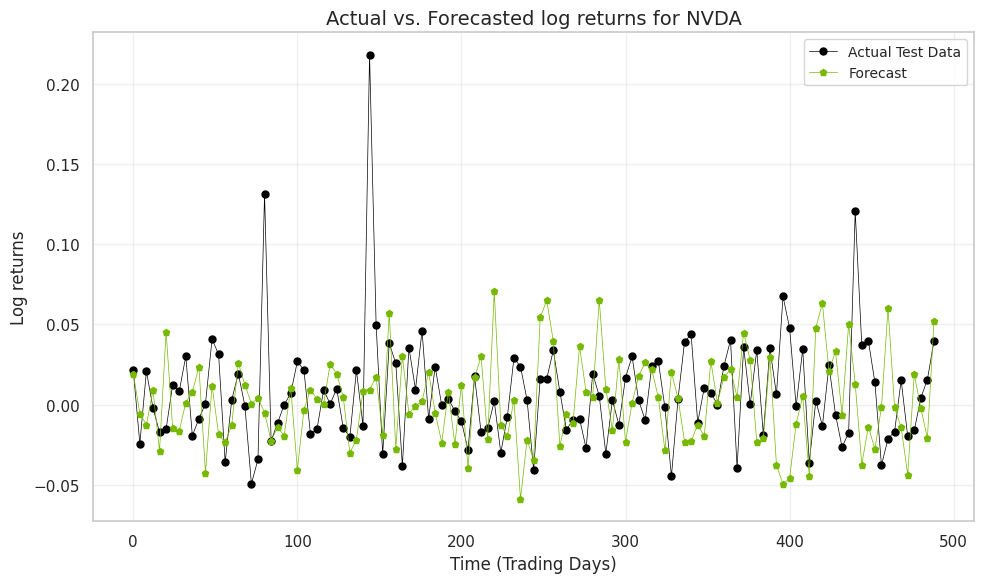 Actual vs. Forecasted log returns for NVDA
Actual Test Data
Forecast
0.20
0.15
0.10
0.05
0.00
−0.05
Log returns
0 100 200 300 400 500
Time (Trading Days)